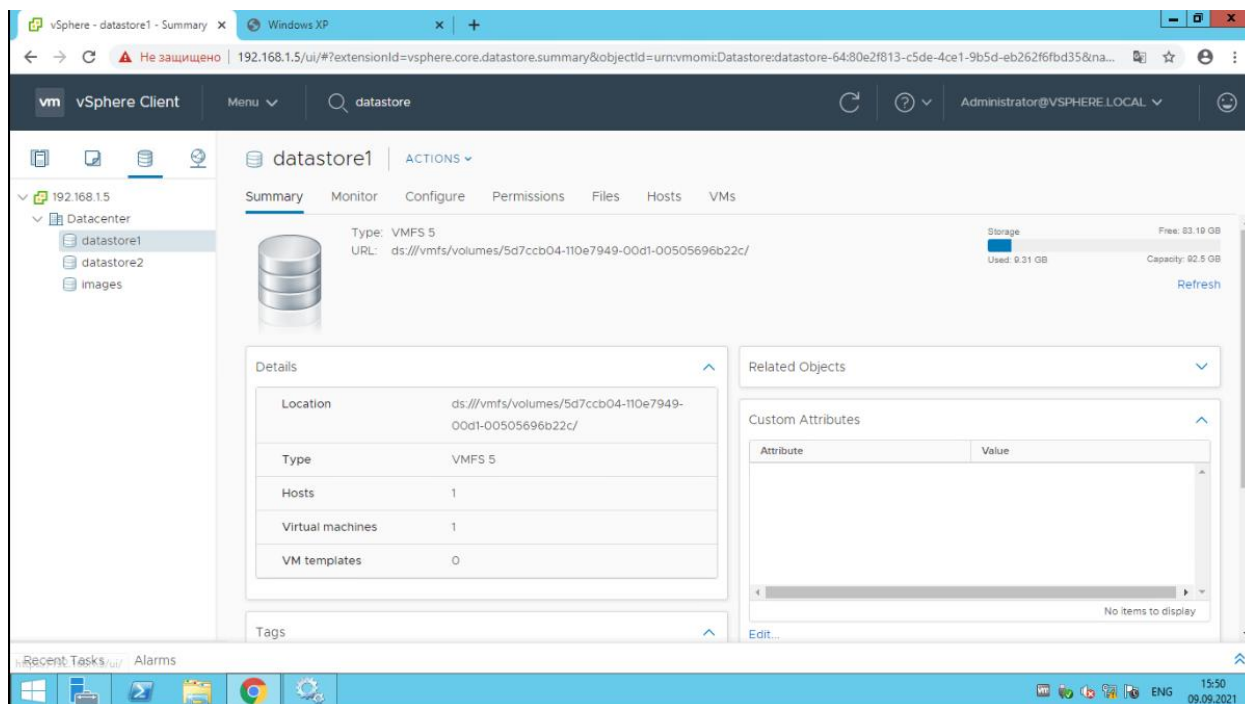 vSphere - datastore1 - Summary
Windows XP
Не защищено
192.168.1.5/ui/#?extensionId=vsphere.core.datastore.summary&objectId=urn:vmomi:Datastore:datastore-64:80e2f813-c5de-4ce1-9b5d-eb262f6fbd35&na...
vm vSphere Client
Menu
datastore
Administrator@VSPHERE.LOCAL
192.168.1.5
Datacenter
datastore1
datastore2
images
datastore1
ACTIONS
Summary Monitor Configure Permissions Files Hosts VMs
Type: VMFS 5
URL: ds:///vmfs/volumes/5d7ccb04-110e7949-00d1-00505696b22c/
Storage
Free: 83.19 GB
Used: 9.31 GB
Capacity: 92.5 GB
Refresh
Details
Location
ds:///vmfs/volumes/5d7ccb04-110e7949-
00d1-00505696b22c/
Type VMFS 5
Hosts 1
Virtual machines 1
VM templates 0
Tags
Related Objects
Custom Attributes
Attribute Value
No items to display
Edit...
Recent Tasks Alarms
ENG
15:50
09.09.2021